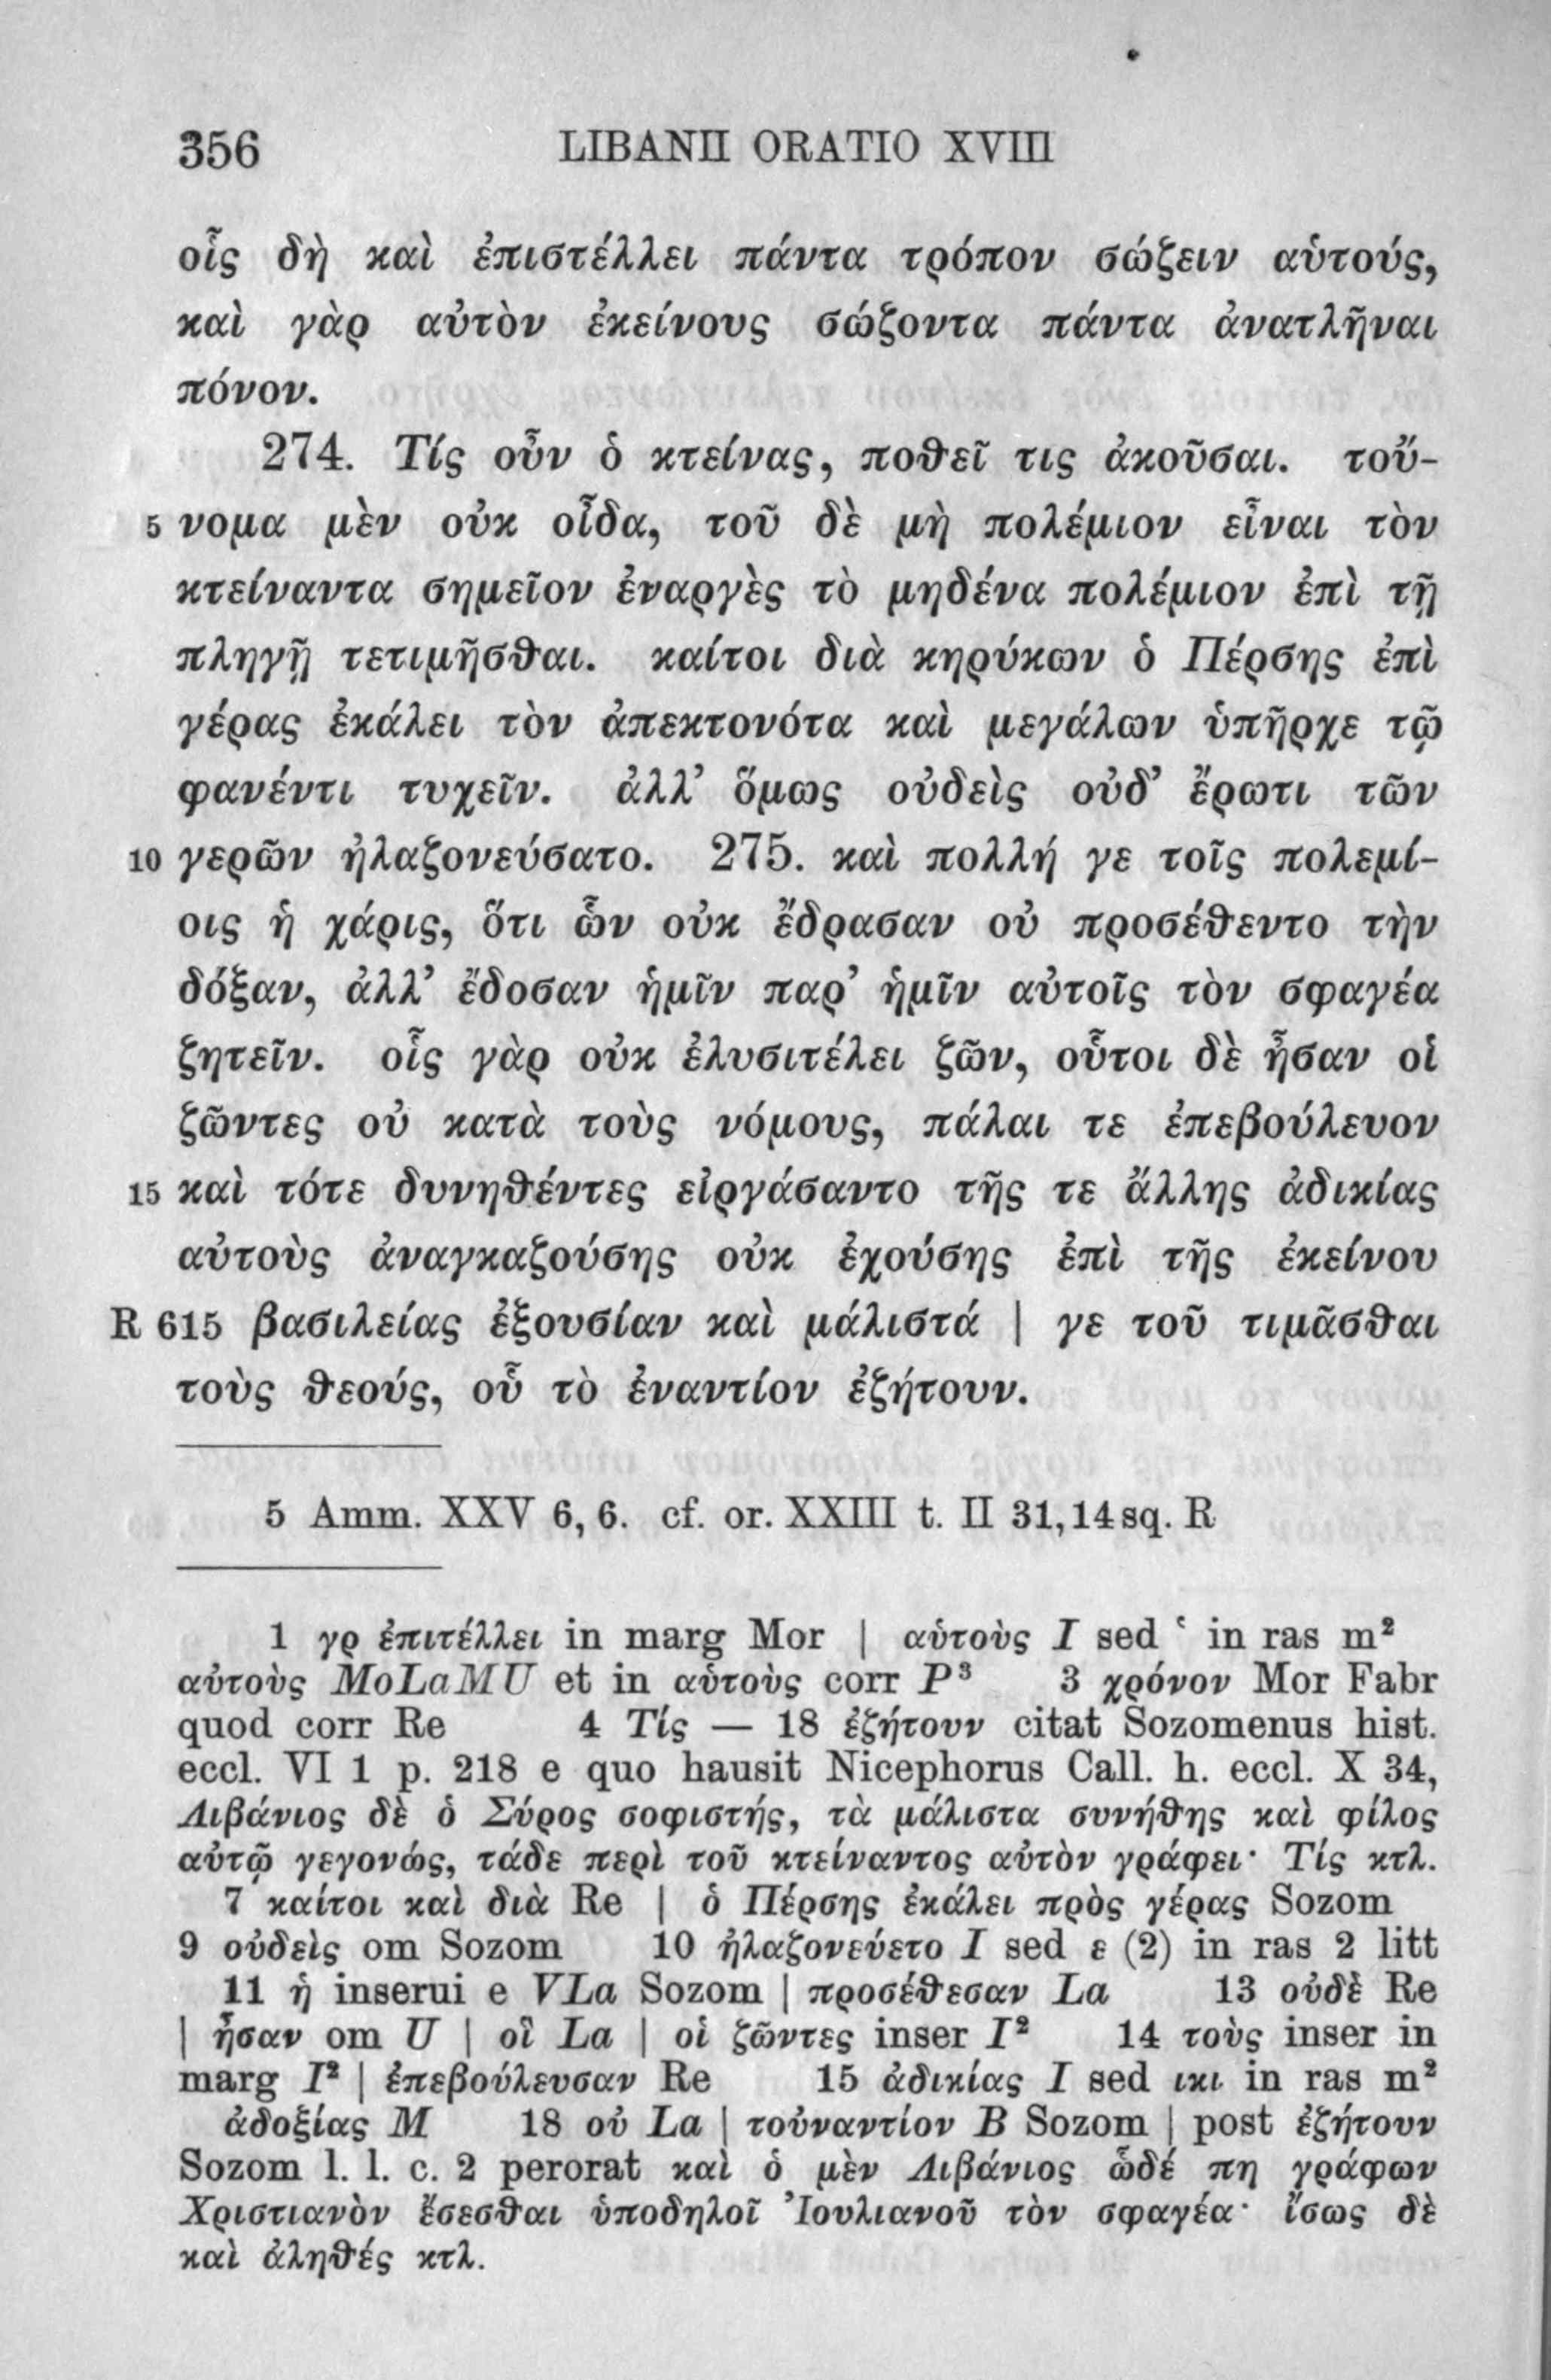 356 LIBANII ORATIO XVIII
οἷς δὴ καὶ ἐπιστέλλει πάντα τρόπον σώζειν αὑτούς,
καὶ γὰρ αὐτὸν ἐκείνους σώζοντα πάντα ἀνατλῆναι
πόνον.
274. Τίς οὖν ὁ κτείνας, ποθεῖ τις ἀκοῦσαι. τοὔ-
5 νομα μὲν οὐκ οἶδα, τοῦ δὲ μὴ πολέμιον εἶναι τὸν
κτείναντα σημεῖον ἐναργὲς τὸ μηδένα πολέμιον ἐπὶ τῇ
πληγῇ τετιμῆσθαι. καίτοι διὰ κηρύκων ὁ Πέρσης ἐπὶ
γέρας ἐκάλει τὸν ἀπεκτονότα καὶ μεγάλων ὑπῆρχε τῷ
φανέντι τυχεῖν. ἀλλ’ ὅμως οὐδεὶς οὐδ’ ἔρωτι τῶν
10 γερῶν ἠλαζονεύσατο. 275. καὶ πολλή γε τοῖς πολεμί-
οις ἡ χάρις, ὅτι ὧν οὐκ ἔδρασαν οὐ προσέθεντο τὴν
δόξαν, ἀλλ’ ἔδοσαν ἡμῖν παρ’ ἡμῖν αὐτοῖς τὸν σφαγέα
ζητεῖν. οἷς γὰρ οὐκ ἐλυσιτέλει ζῶν, οὗτοι δὲ ἦσαν οἱ
ζῶντες οὐ κατὰ τοὺς νόμους, πάλαι τε ἐπεβούλευον
15 καὶ τότε δυνηθέντες εἰργάσαντο τῆς τε ἄλλης ἀδικίας
αὐτοὺς ἀναγκαζούσης οὐκ ἐχούσης ἐπὶ τῆς ἐκείνου
R 615 βασιλείας ἐξουσίαν καὶ μάλιστά | γε τοῦ τιμᾶσθαι
τοὺς θεούς, οὗ τὸ ἐναντίον ἐζήτουν.
5 Amm. XXV 6, 6. cf. or. XXIII t. II 31,14 sq. R
1 γρ ἐπιτέλλει in marg Mor | αὑτοὺς I sed ‛ in ras m²
αὐτοὺς MoLaMU et in αὑτοὺς corr P³ 3 χρόνον Mor Fabr
quod corr Re 4 Τίς — 18 ἐζήτουν citat Sozomenus hist.
eccl. VI 1 p. 218 e quo hausit Nicephorus Call. h. eccl. X 34,
Λιβάνιος δὲ ὁ Σύρος σοφιστής, τὰ μάλιστα συνήθης καὶ φίλος
αὐτῷ γεγονώς, τάδε περὶ τοῦ κτείναντος αὐτὸν γράφει· Τίς κτλ.
7 καίτοι καὶ διὰ Re | ὁ Πέρσης ἐκάλει πρὸς γέρας Sozom
9 οὐδεὶς om Sozom 10 ἠλαζονεύετο I sed ε (2) in ras 2 litt
11 ἡ inserui e VLa Sozom | προσέθεσαν La 13 οὐδὲ Re
| ἦσαν om U | οἳ La | οἱ ζῶντες inser I² 14 τοὺς inser in
marg I² | ἐπεβούλευσαν Re 15 ἀδικίας I sed ικι in ras m²
ἀδοξίας M 18 οὐ La | τοὐναντίον B Sozom | post ἐζήτουν
Sozom l. l. c. 2 perorat καὶ ὁ μὲν Λιβάνιος ὧδέ πη γράφων
Χριστιανὸν ἔσεσθαι ὑποδηλοῖ Ἰουλιανοῦ τὸν σφαγέα· ἴσως δὲ
καὶ ἀληθές κτλ.